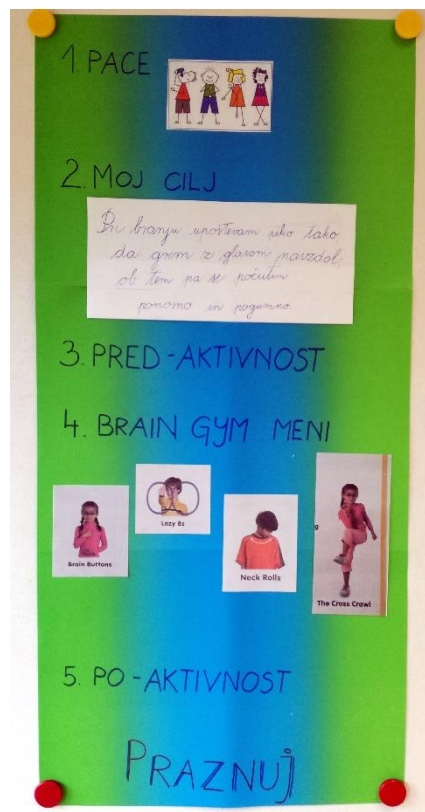 1. PACE
2. MOJ CILJ
Pri branju upoštevam piko tako
da grem z glasom navzdol,
ob tem pa se počutim
ponosno in pogumno.
3. PRED-AKTIVNOST
4. BRAIN GYM MENI
Brain Buttons
Lazy 8s
Neck Rolls
g
The Cross Crawl
5. PO-AKTIVNOST
PRAZNUJ